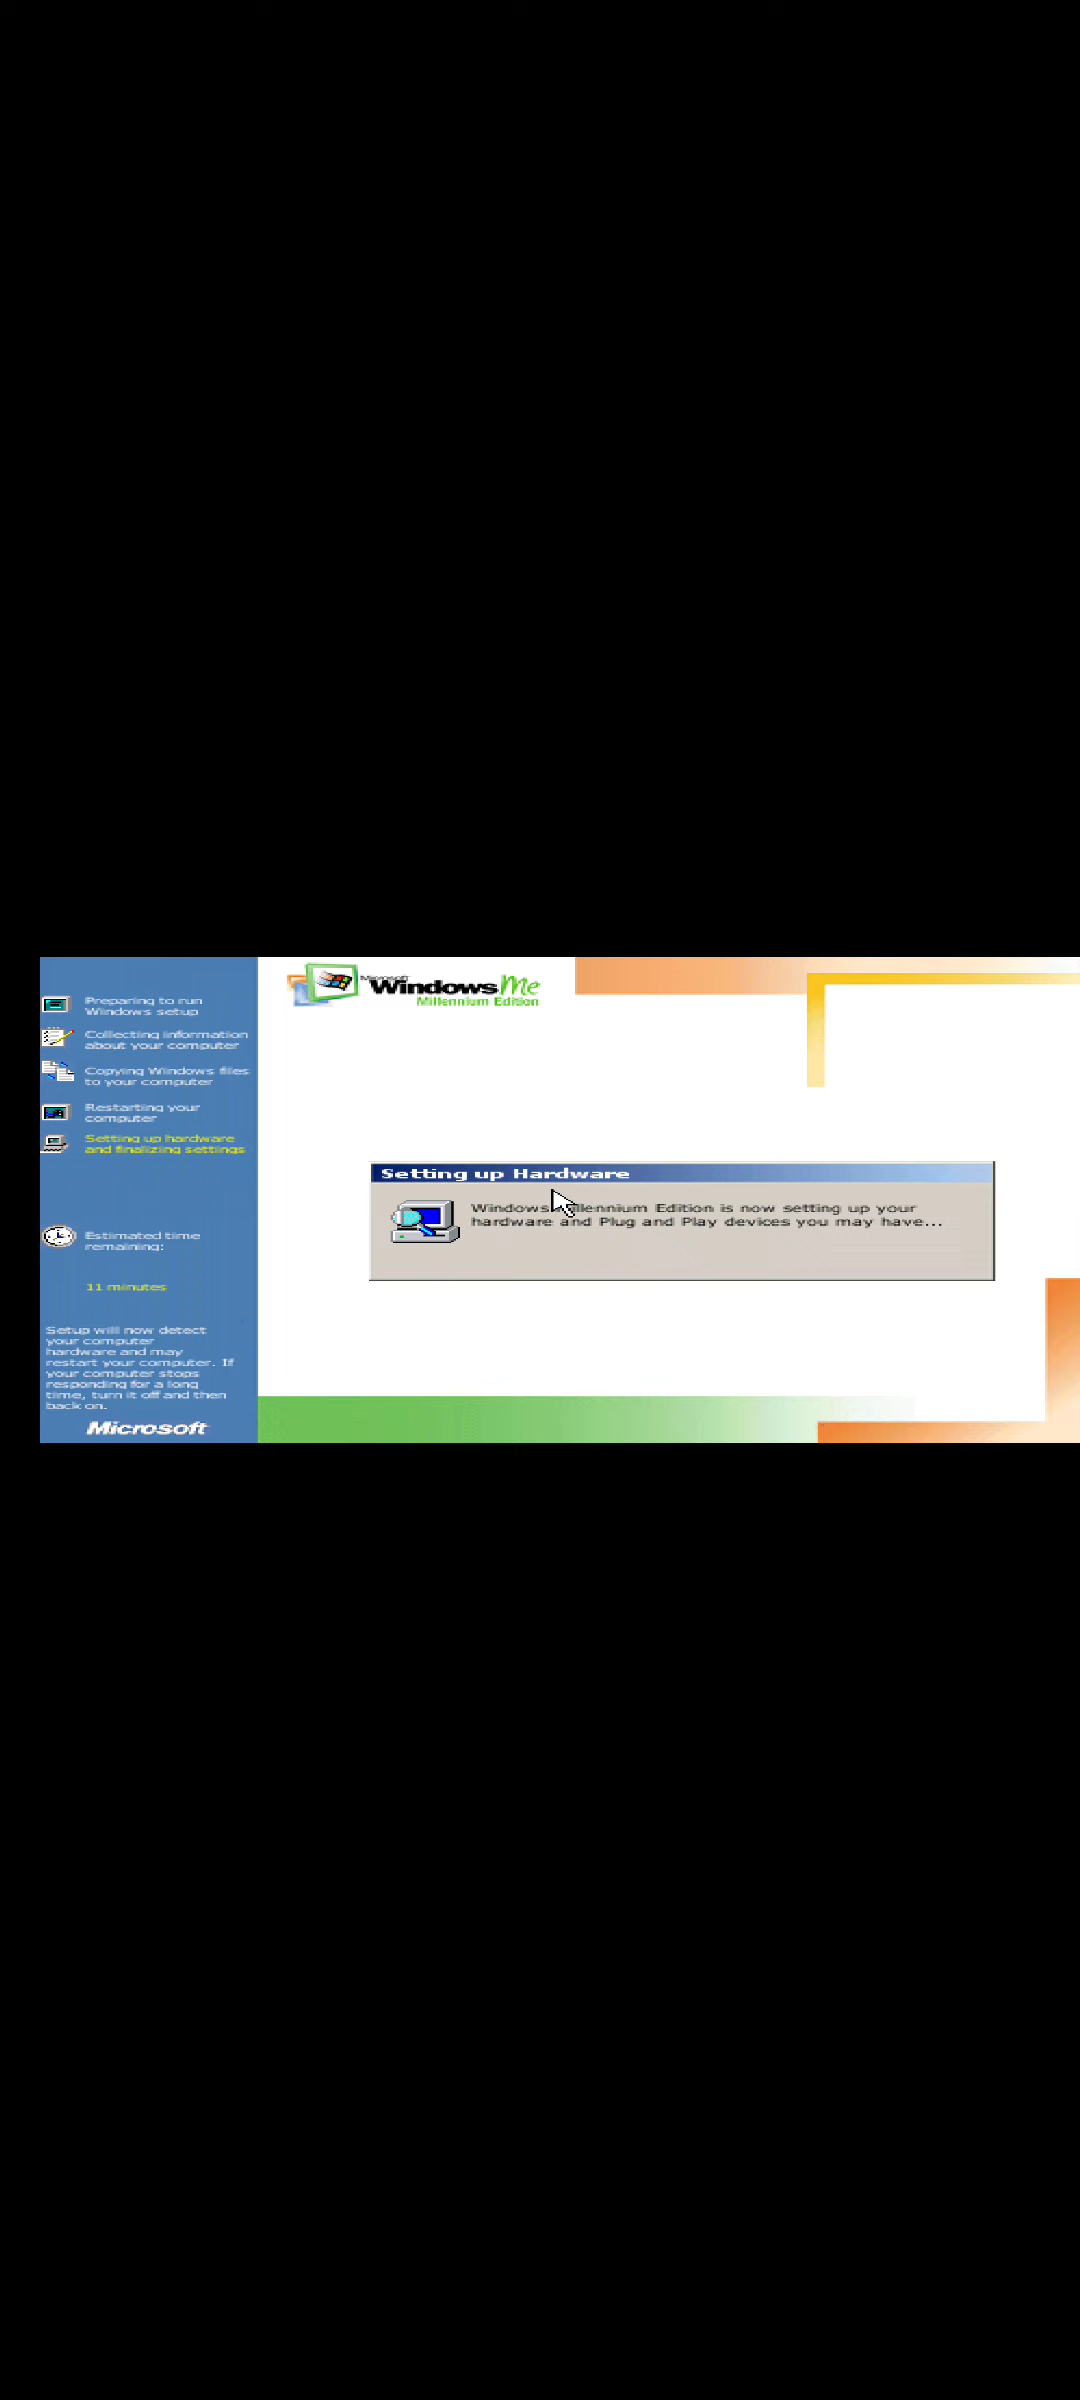 Preparing to run
Windows setup
Collecting information
about your computer
Copying Windows files
to your computer
Restarting your
computer
Setting up hardware
and finalizing settings
Estimated time
remaining:
11 minutes
Setup will now detect
your computer
hardware and may
restart your computer. If
your computer stops
responding for a long
time, turn it off and then
back on.
Microsoft
Microsoft
Windows Me
Millennium Edition
Setting up Hardware
Windows Millennium Edition is now setting up your
hardware and Plug and Play devices you may have...